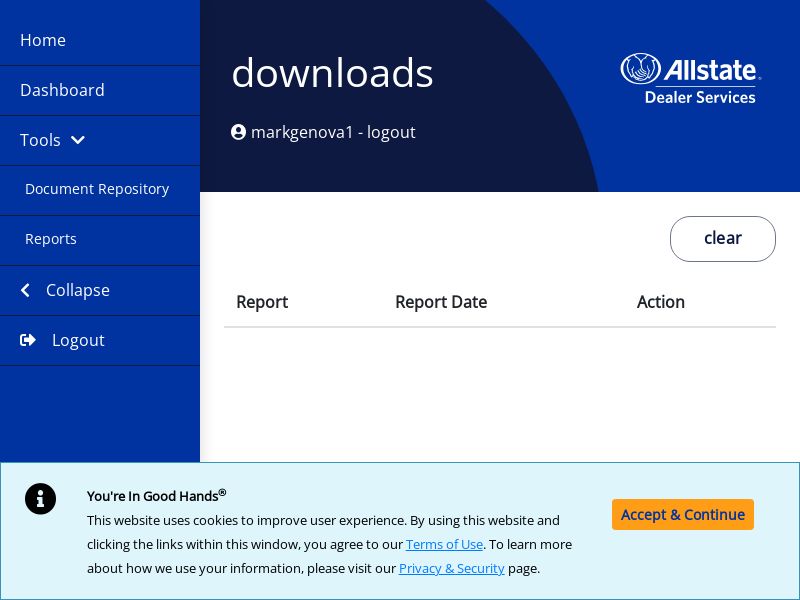 Home
Dashboard
Tools
Document Repository
Reports
Collapse
Logout
downloads
markgenova1 - logout
Allstate
Dealer Services
clear
Report Report Date Action
You're In Good Hands®
This website uses cookies to improve user experience. By using this website and
clicking the links within this window, you agree to our Terms of Use. To learn more
about how we use your information, please visit our Privacy & Security page.
Accept & Continue